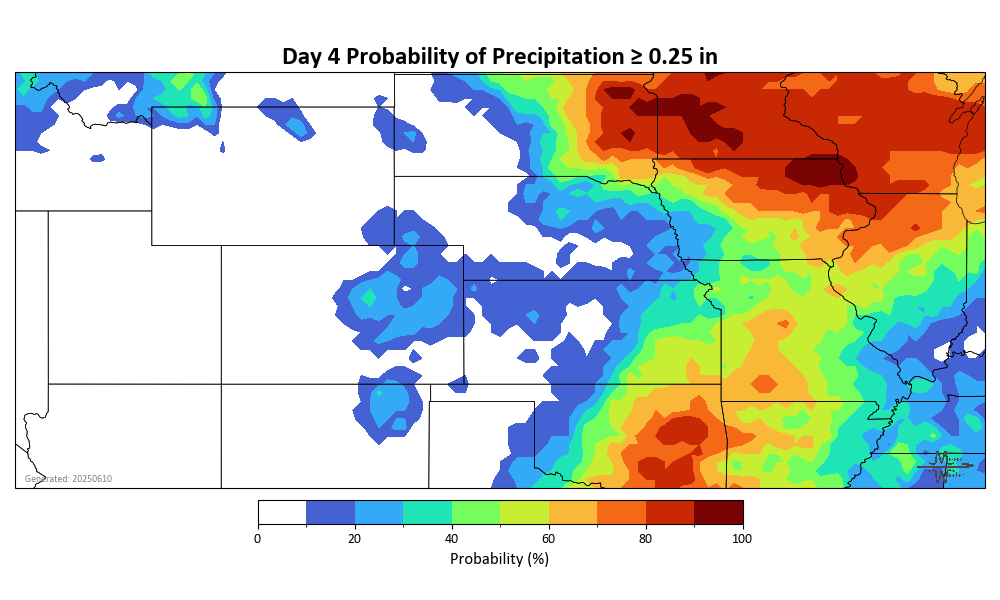 Day 4 Probability of Precipitation ≥ 0.25 in
Generated: 20250610
0 20 40 60 80 100
Probability (%)